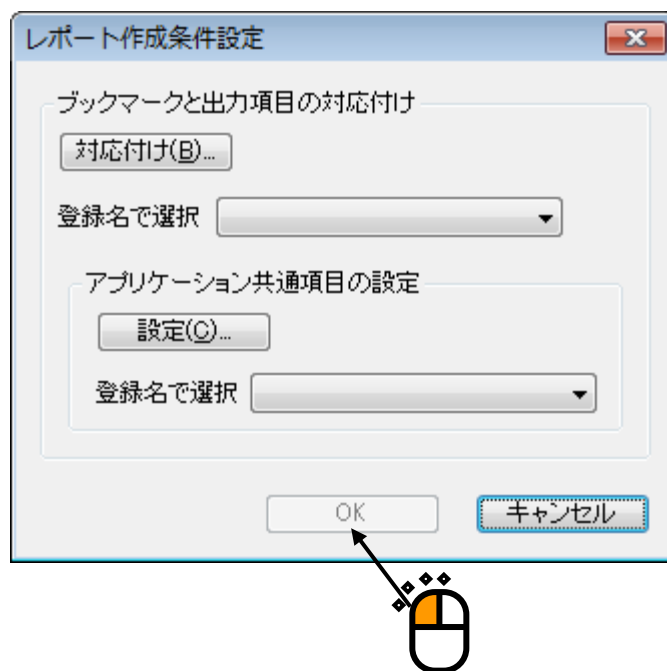 レポート作成条件設定
ブックマークと出力項目の対応付け
対応付け(B)...
登録名で選択
アプリケーション共通項目の設定
設定(C)...
登録名で選択
OK キャンセル